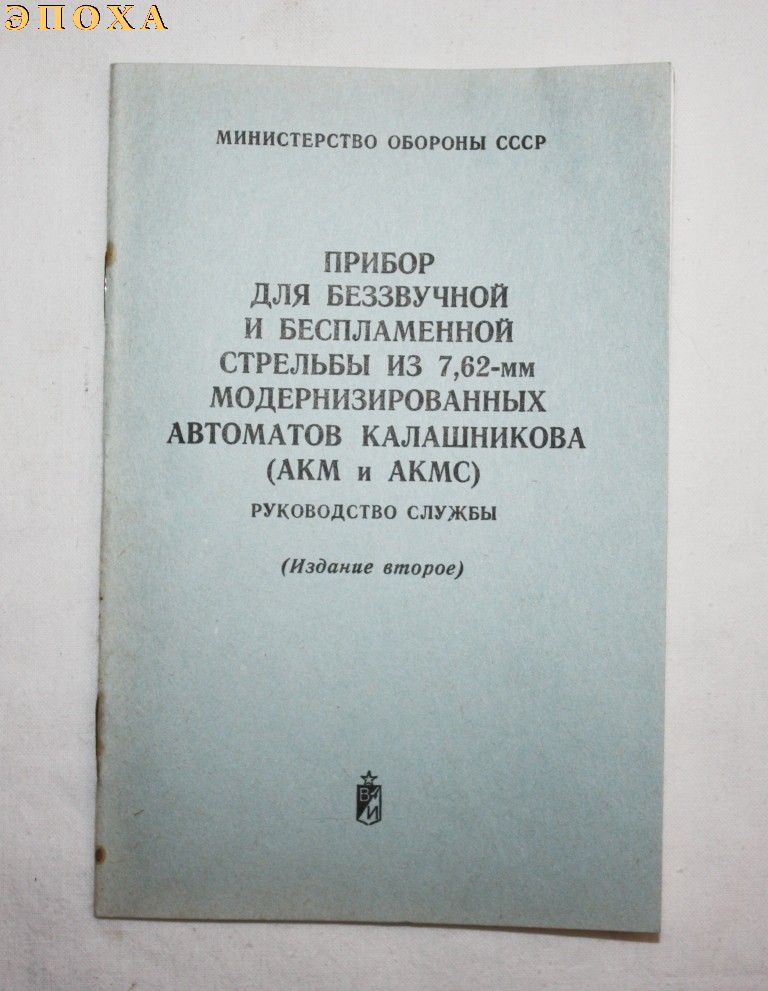 ЭПОХА
МИНИСТЕРСТВО ОБОРОНЫ СССР
ПРИБОР
ДЛЯ БЕЗЗВУЧНОЙ
И БЕСПЛАМЕННОЙ
СТРЕЛЬБЫ ИЗ 7,62-мм
МОДЕРНИЗИРОВАННЫХ
АВТОМАТОВ КАЛАШНИКОВА
(АКМ и АКМС)
РУКОВОДСТВО СЛУЖБЫ
(Издание второе)
ВИ